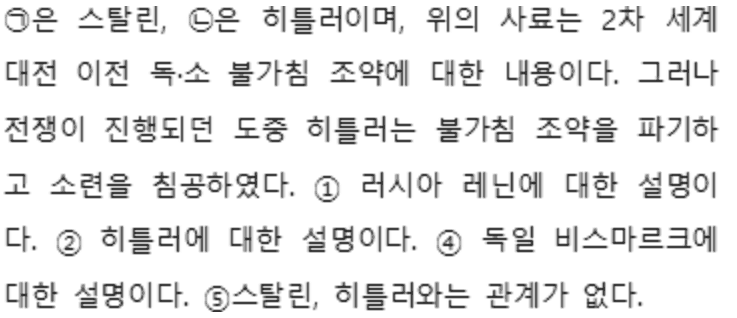 ㉠은 스탈린, ㉡은 히틀러이며, 위의 사료는 2차 세계
대전 이전 독·소 불가침 조약에 대한 내용이다. 그러나
전쟁이 진행되던 도중 히틀러는 불가침 조약을 파기하
고 소련을 침공하였다. ① 러시아 레닌에 대한 설명이
다. ② 히틀러에 대한 설명이다. ④ 독일 비스마르크에
대한 설명이다. ⑤스탈린, 히틀러와는 관계가 없다.